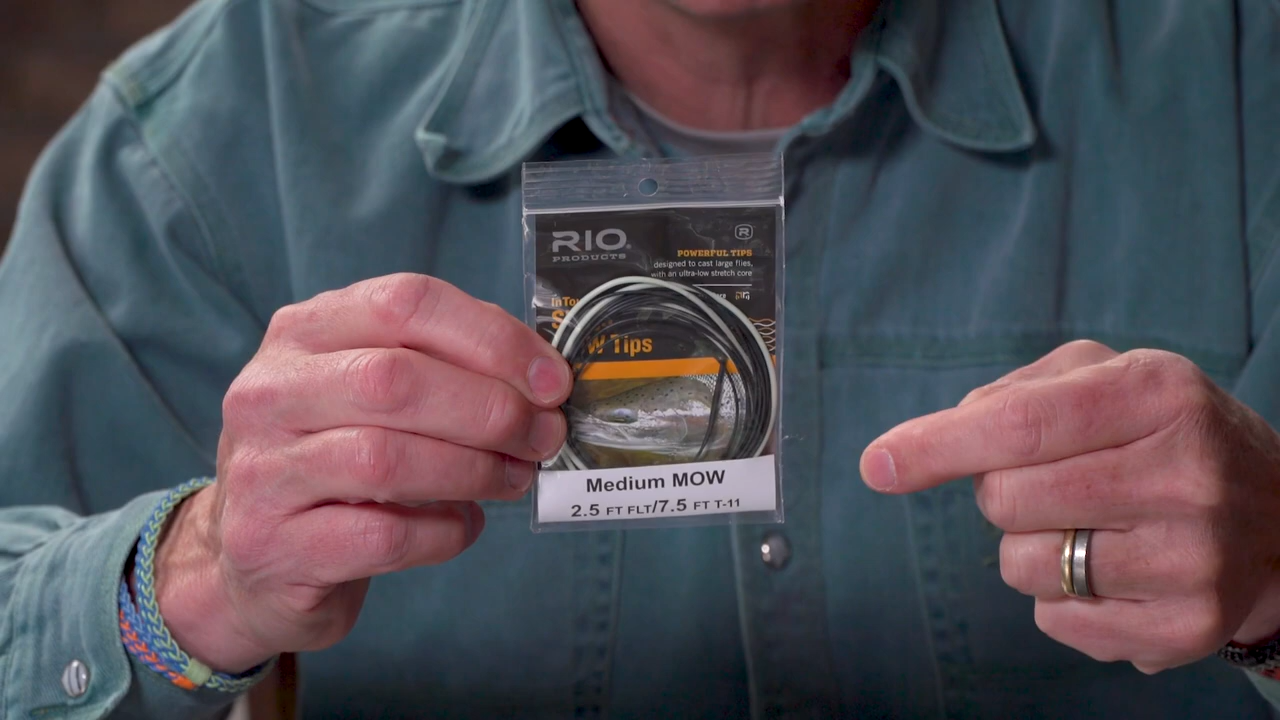 RIO
PRODUCTS
R
POWERFUL TIPS
designed to cast large flies,
with an ultra-low stretch core
InTou
w Tips
Medium MOW
2.5 FT FLT/7.5 FT T-11